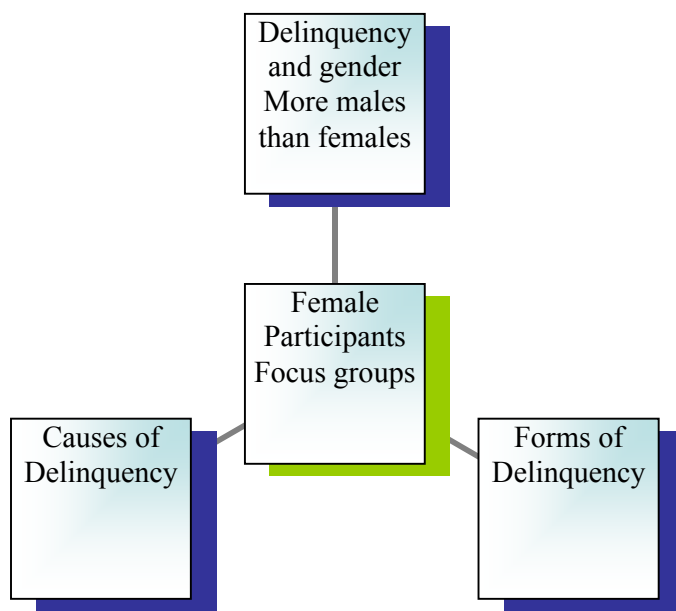 Delinquency
and gender
More males
than females
Female
Participants
Focus groups
Causes of
Delinquency
Forms of
Delinquency